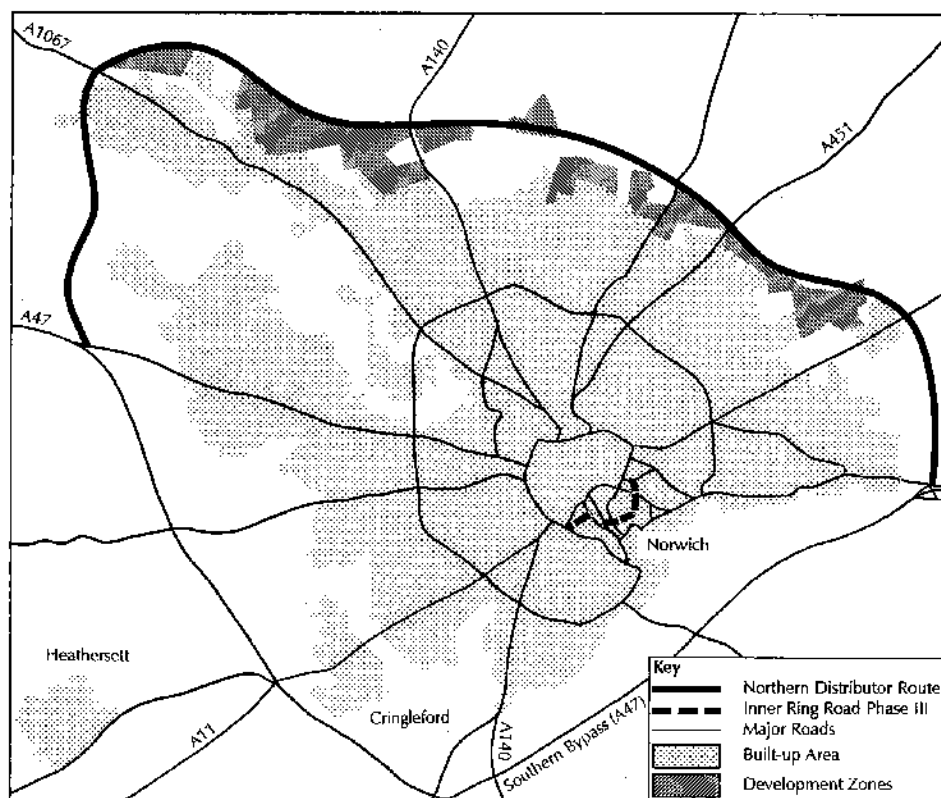 A1067
A140
A451
A47
Norwich
Heathersett
Cringleford
A11
A140
Southern Bypass (A47)
Key
Northern Distributor Route
Inner Ring Road Phase III
Major Roads
Built-up Area
Development Zones